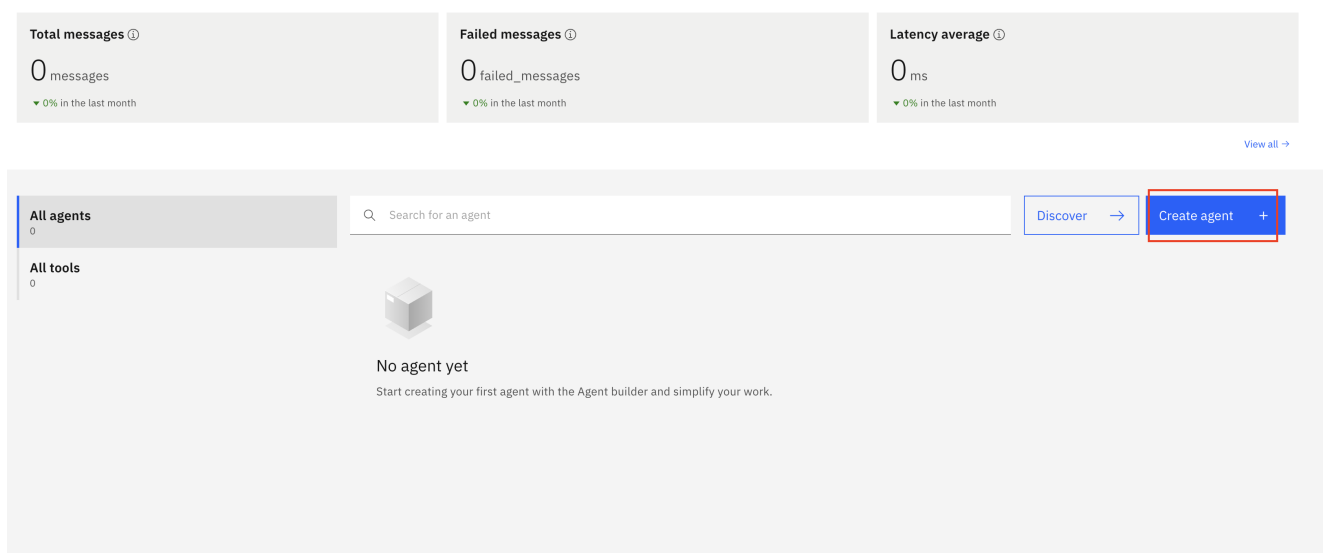 Total messages
0 messages
0% in the last month
Failed messages
0 failed_messages
0% in the last month
Latency average
0 ms
0% in the last month
View all →
All agents
0
All tools
0
Search for an agent
Discover →
Create agent +
No agent yet
Start creating your first agent with the Agent builder and simplify your work.